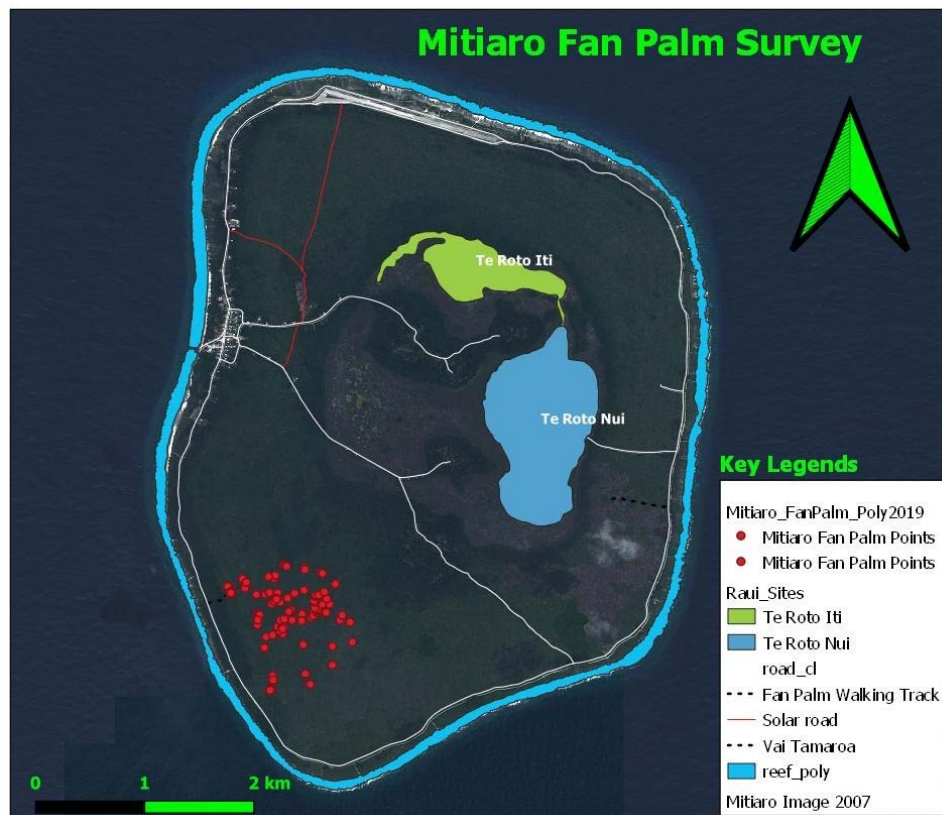 Mitiaro Fan Palm Survey
Te Roto Iti
Te Roto Nui
Key Legends
Mitiaro_FanPalm_Poly2019
Mitiaro Fan Palm Points
Mitiaro Fan Palm Points
Raui_Sites
Te Roto Iti
Te Roto Nui
road_cl
Fan Palm Walking Track
Solar road
Vai Tamaroa
reef_poly
Mitiaro Image 2007
0 1 2 km